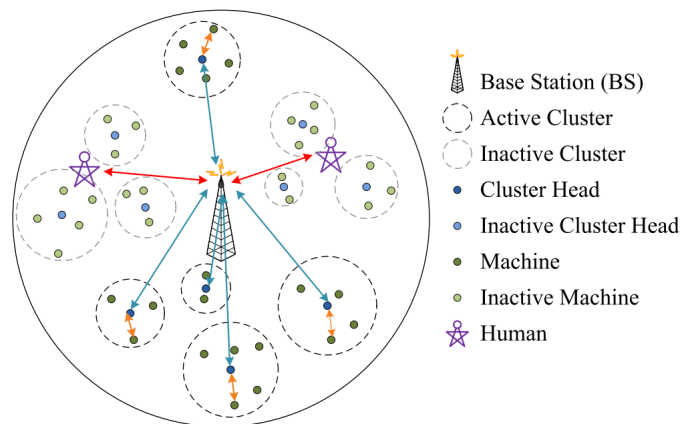 Base Station (BS)
Active Cluster
Inactive Cluster
Cluster Head
Inactive Cluster Head
Machine
Inactive Machine
Human